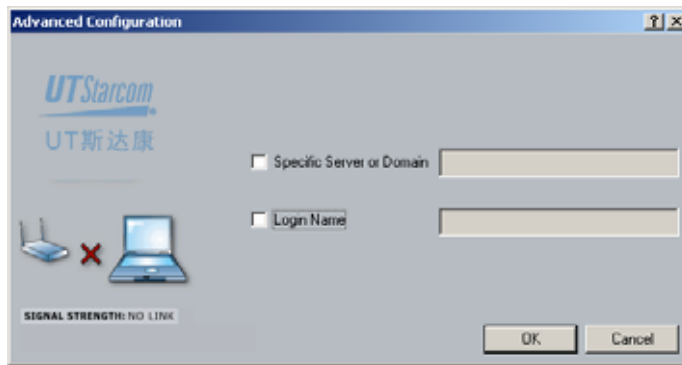 Advanced Configuration
UTStarcom
UT斯达康
Specific Server or Domain
Login Name
SIGNAL STRENGTH: NO LINK
OK
Cancel